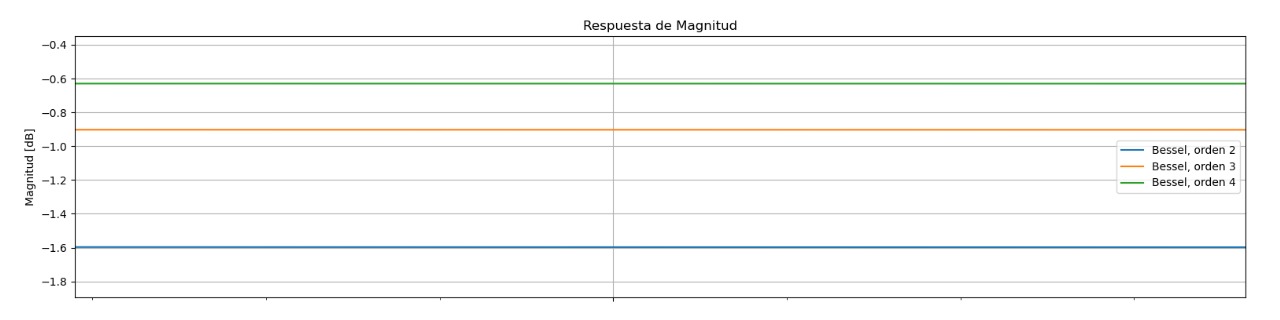 Respuesta de Magnitud
Magnitud [dB]
−0.4
−0.6
−0.8
−1.0
−1.2
−1.4
−1.6
−1.8
Bessel, orden 2
Bessel, orden 3
Bessel, orden 4